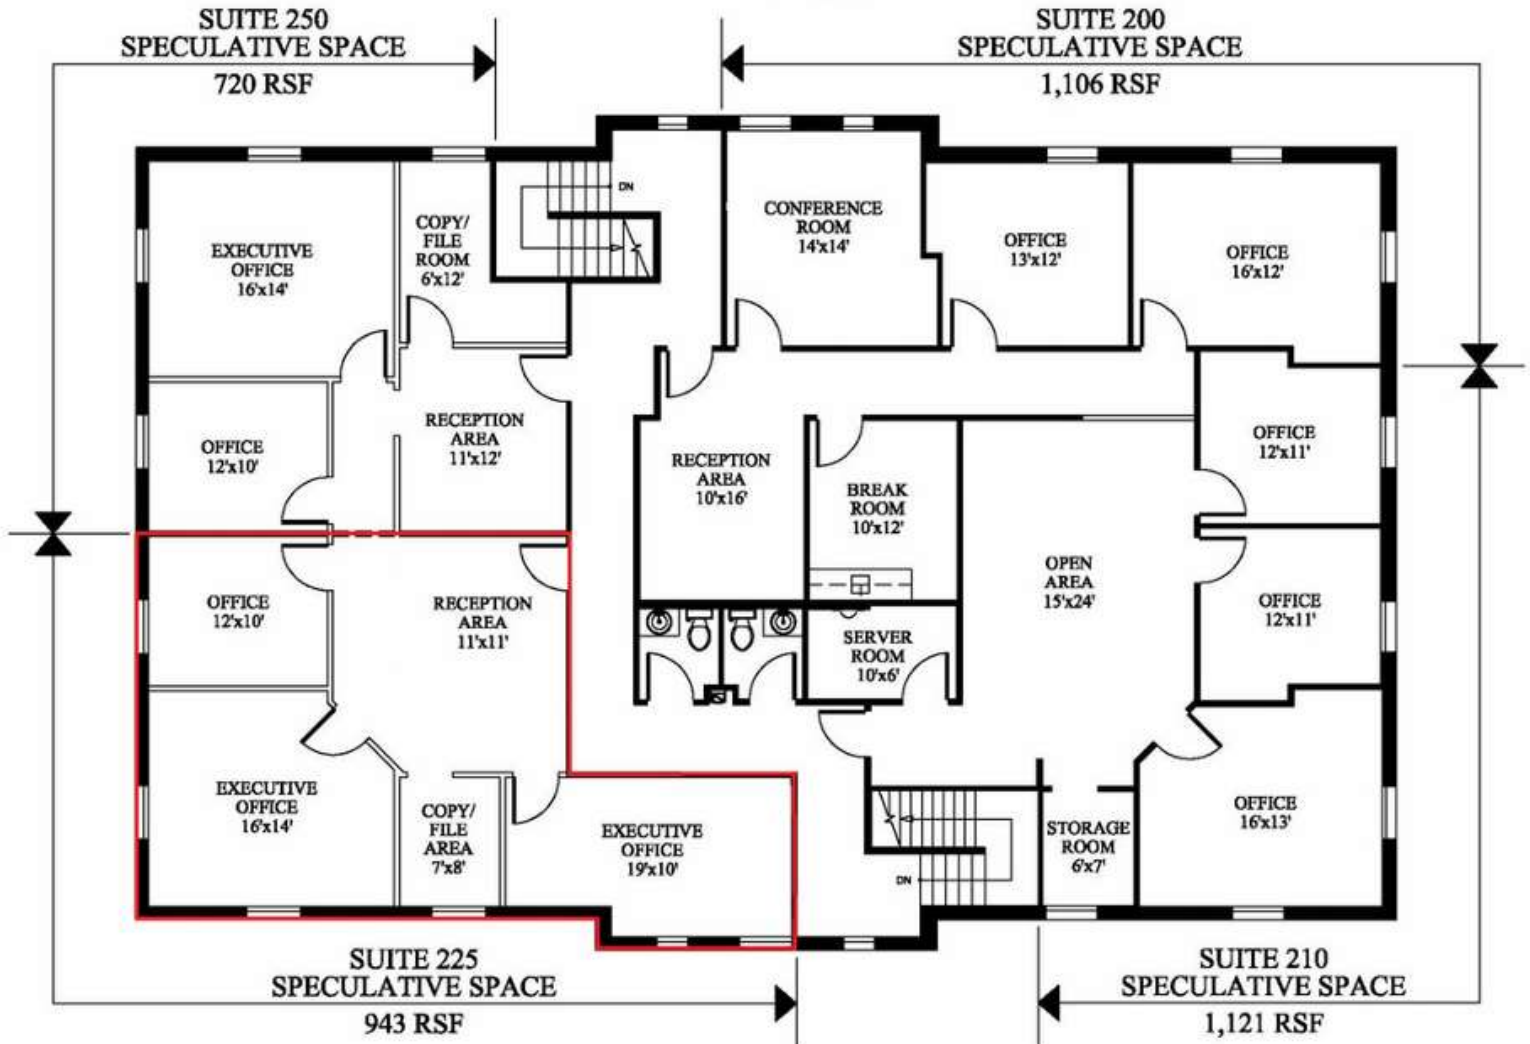 SUITE 250
SPECULATIVE SPACE
720 RSF
SUITE 200
SPECULATIVE SPACE
1,106 RSF
EXECUTIVE
OFFICE
16'x14'
COPY/
FILE
ROOM
6'x12'
DN
CONFERENCE
ROOM
14'x14'
OFFICE
13'x12'
OFFICE
16'x12'
OFFICE
12'x10'
RECEPTION
AREA
11'x12'
RECEPTION
AREA
10'x16'
BREAK
ROOM
10'x12'
OFFICE
12'x11'
OPEN
AREA
15'x24'
OFFICE
12'x11'
OFFICE
12'x10'
RECEPTION
AREA
11'x11'
SERVER
ROOM
10'x6'
EXECUTIVE
OFFICE
16'x14'
COPY/
FILE
AREA
7'x8'
EXECUTIVE
OFFICE
19'x10'
DN
STORAGE
ROOM
6'x7'
OFFICE
16'x13'
SUITE 225
SPECULATIVE SPACE
943 RSF
SUITE 210
SPECULATIVE SPACE
1,121 RSF